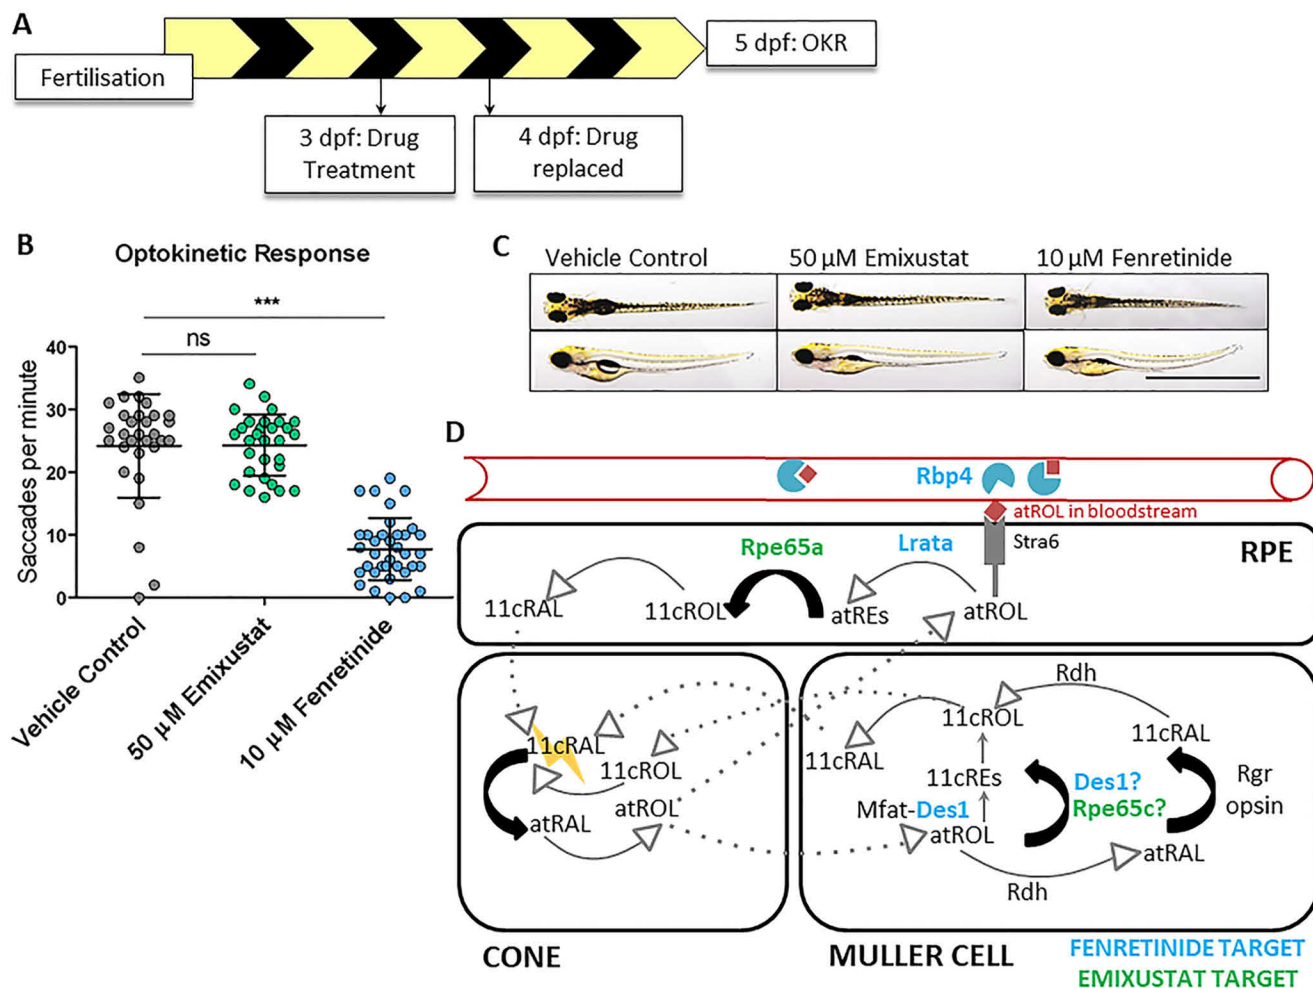 A
Fertilisation
5 dpf: OKR
3 dpf: Drug
Treatment
4 dpf: Drug
replaced
B
Optokinetic Response
***
ns
Saccades per minute
40
30
20
10
0
Vehicle Control
50 µM Emixustat
10 µM Fenretinide
C
Vehicle Control
50 µM Emixustat
10 µM Fenretinide
D
Rbp4
atROL in bloodstream
Stra6
RPE
Rpe65a
Lrata
11cRAL
11cROL
atREs
atROL
11cRAL
11cROL
atROL
atRAL
CONE
Rdh
11cROL
11cRAL
11cRAL
11cREs
Des1?
Rpe65c?
Rgr
opsin
Mfat-Des1
atROL
atRAL
Rdh
MULLER CELL
FENRETINIDE TARGET
EMIXUSTAT TARGET